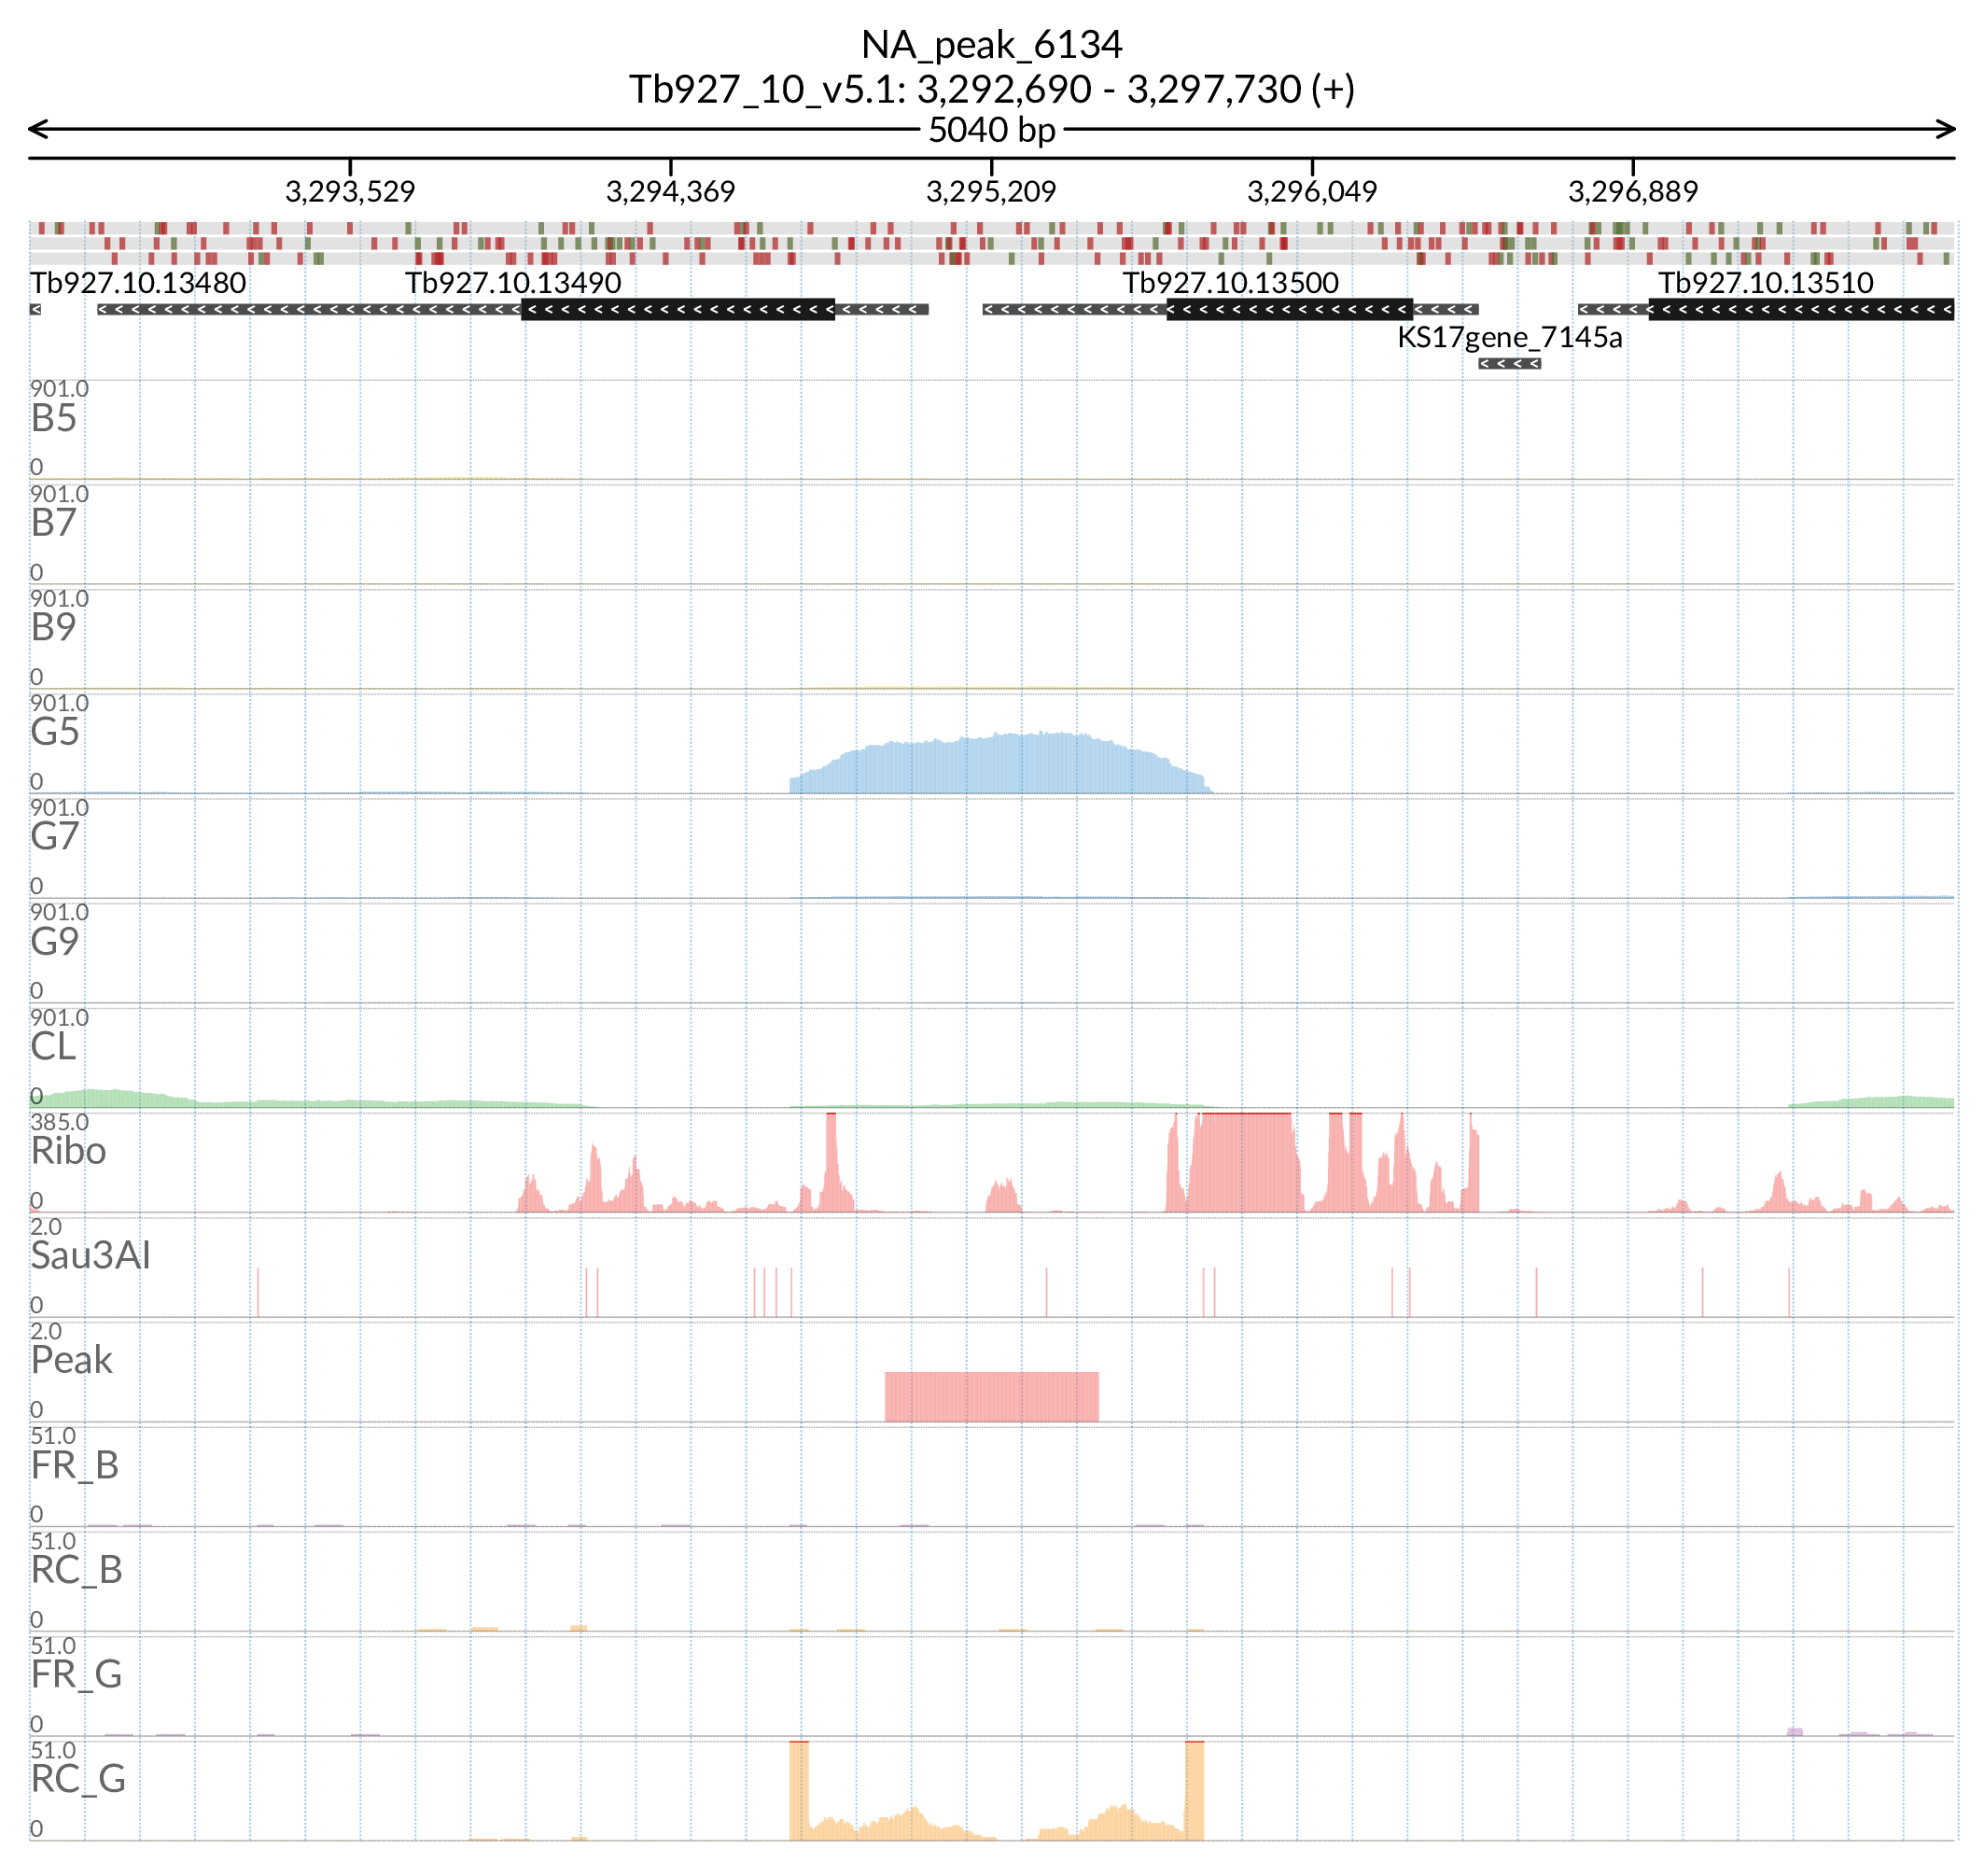 NA_peak_6134
Tb927_10_v5.1: 3,292,690 - 3,297,730 (+)
5040 bp
3,293,529 3,294,369 3,295,209 3,296,049 3,296,889
Tb927.10.13480 Tb927.10.13490 Tb927.10.13500 Tb927.10.13510
KS17gene_7145a
901.0
B5
0
901.0
B7
0
901.0
B9
0
901.0
G5
0
901.0
G7
0
901.0
G9
0
901.0
CL
0
385.0
Ribo
0
2.0
Sau3AI
0
2.0
Peak
0
51.0
FR_B
0
51.0
RC_B
0
51.0
FR_G
0
51.0
RC_G
0